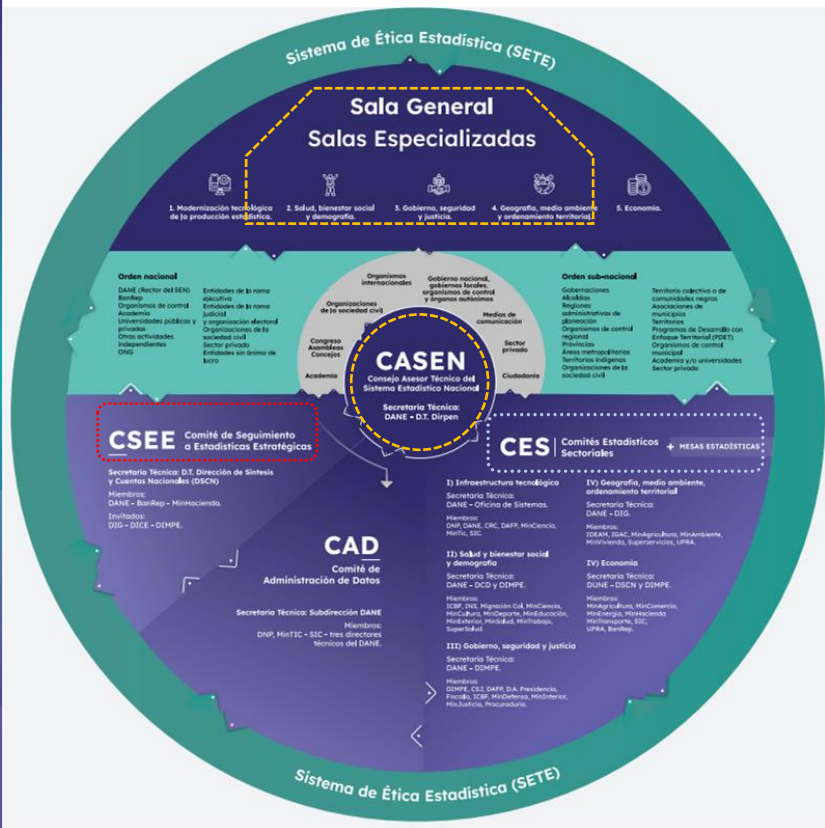 Sistema de Ética Estadística (SETE)
Sala General
Salas Especializadas
1. Modernización tecnológica
de la producción estadística.
2. Salud, bienestar social
y demografía.
3. Gobierno, seguridad
y justicia.
4. Geografía, medio ambiente
y ordenamiento territorial.
5. Economía.
Orden nacional
DANE (Rector del SEN)
BanRep
Organismos de control
Academia
Universidades públicas y
privadas
Otras actividades
independientes
ONG
Entidades de la rama
ejecutiva
Entidades de la rama
judicial
y organización electoral
Organizaciones de la
sociedad civil
Sector privado
Entidades sin ánimo de
lucro
Academia
Congreso
Asambleas
Concejos
Organizaciones
de la sociedad civil
Organismos
internacionales
Gobierno nacional,
gobiernos locales,
organismos de control
y órganos autónimos
Medios de
comunicación
Sector
privado
Ciudadanía
CASEN
Consejo Asesor Técnico del
Sistema Estadístico Nacional
Secretaría Técnica:
DANE - D.T. Dirpen
Orden sub-nacional
Gobernaciones
Alcaldías
Regiones
administrativas de
planeación
Organismos de control
regional
Provincias
Áreas metropolitarias
Territorios indígenas
Organizaciones de la
sociedad civil
Territorio colectivo o de
comunidades negras
Asociaciones de
municipios
Territorios
Programas de Desarrollo con
Enfoque Territorial (PDET)
Organismos de control
municipal
Academia y/o universidades
Sector privado
CSEE Comité de Seguimiento
a Estadísticas Estratégicas
Secretaría Técnica: D.T. Dirección de Síntesis
y Cuentas Nacionales (DSCN)
Miembros:
DANE - BanRep - MinHacienda.
Invitados:
DIG - DICE - DIMPE.
CAD
Comité de
Administración de Datos
Secretaría Técnica: Subdirección DANE
Miembros:
DNP, MinTIC - SIC - tres directores
técnicos del DANE.
CES Comités Estadísticos
Sectoriales
+ MESAS ESTADÍSTICAS
I) Infraestructura tecnológica
Secretaría Técnica:
DANE - Oficina de Sistemas.
Miembros:
DNP, DANE, CRC, DAFP, MinCiencia,
MinTic, SIC.
II) Salud y bienestar social
y demografía
Secretaría Técnica:
DANE - DCD y DIMPE.
Miembros:
ICBF, INS, Migración Col, MinCiencia,
MinCultura, MinDeporte, MinEducación,
MinExterior, MinSalud, MinTrabajo,
SuperSalud.
III) Gobierno, seguridad y justicia
Secretaría Técnica:
DANE - DIMPE.
Miembros:
DIMPE, CSJ, DAFP, D.A. Presidencia,
Fiscalía, ICBF, MinDefensa, MinInterior,
MinJusticia, Procuraduría.
IV) Geografía, medio ambiente,
ordenamiento territorial
Secretaría Técnica:
DANE - DIG.
Miembros:
IDEAM, IGAC, MinAgricultura, MinAmbiente,
MinVivienda, Superservicios, UPRA.
IV) Economía
Secretaría Técnica:
DUNE - DSCN y DIMPE.
Miembros:
MinAgricultura, MinComercio,
MinEnergía, MinHacienda
MinTransporte, SIC,
UPRA, BanRep.
Sistema de Ética Estadística (SETE)